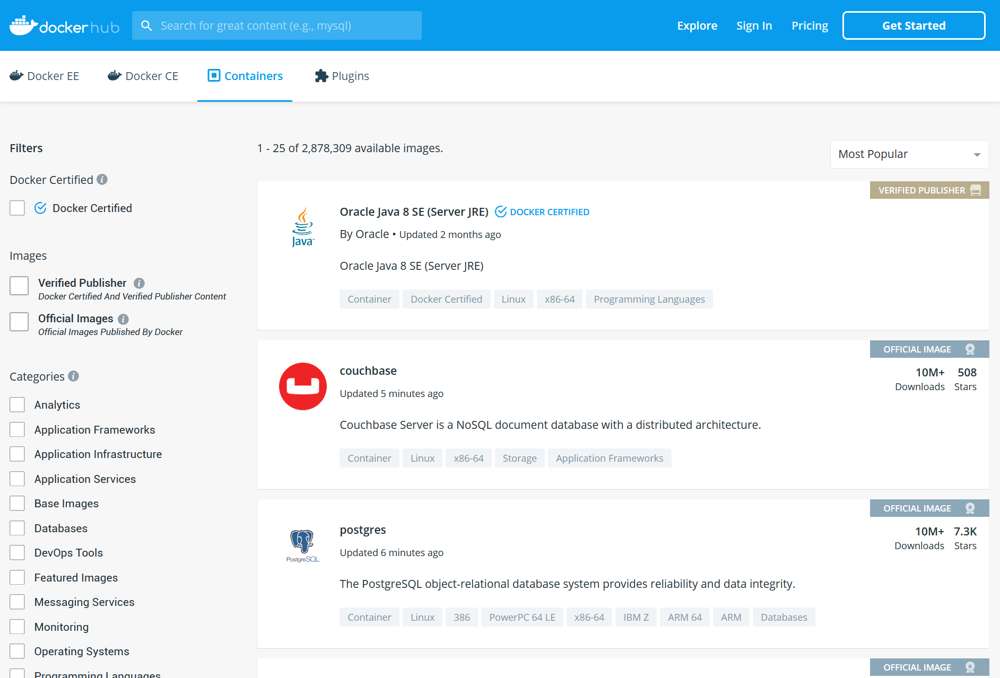 docker hub
Search for great content (e.g., mysql)
Explore
Sign In
Pricing
Get Started
Docker EE
Docker CE
Containers
Plugins
Filters
Docker Certified
Docker Certified
Images
Verified Publisher
Docker Certified And Verified Publisher Content
Official Images
Official Images Published By Docker
Categories
Analytics
Application Frameworks
Application Infrastructure
Application Services
Base Images
Databases
DevOps Tools
Featured Images
Messaging Services
Monitoring
Operating Systems
Programming Languages
1 - 25 of 2,878,309 available images.
Most Popular
VERIFIED PUBLISHER
Java™
Oracle Java 8 SE (Server JRE)
DOCKER CERTIFIED
By Oracle • Updated 2 months ago
Oracle Java 8 SE (Server JRE)
Container
Docker Certified
Linux
x86-64
Programming Languages
OFFICIAL IMAGE
couchbase
10M+ 508
Updated 5 minutes ago
Downloads Stars
Couchbase Server is a NoSQL document database with a distributed architecture.
Container
Linux
x86-64
Storage
Application Frameworks
OFFICIAL IMAGE
PostgreSQL
postgres
10M+ 7.3K
Updated 6 minutes ago
Downloads Stars
The PostgreSQL object-relational database system provides reliability and data integrity.
Container
Linux
386
PowerPC 64 LE
x86-64
IBM Z
ARM 64
ARM
Databases
OFFICIAL IMAGE